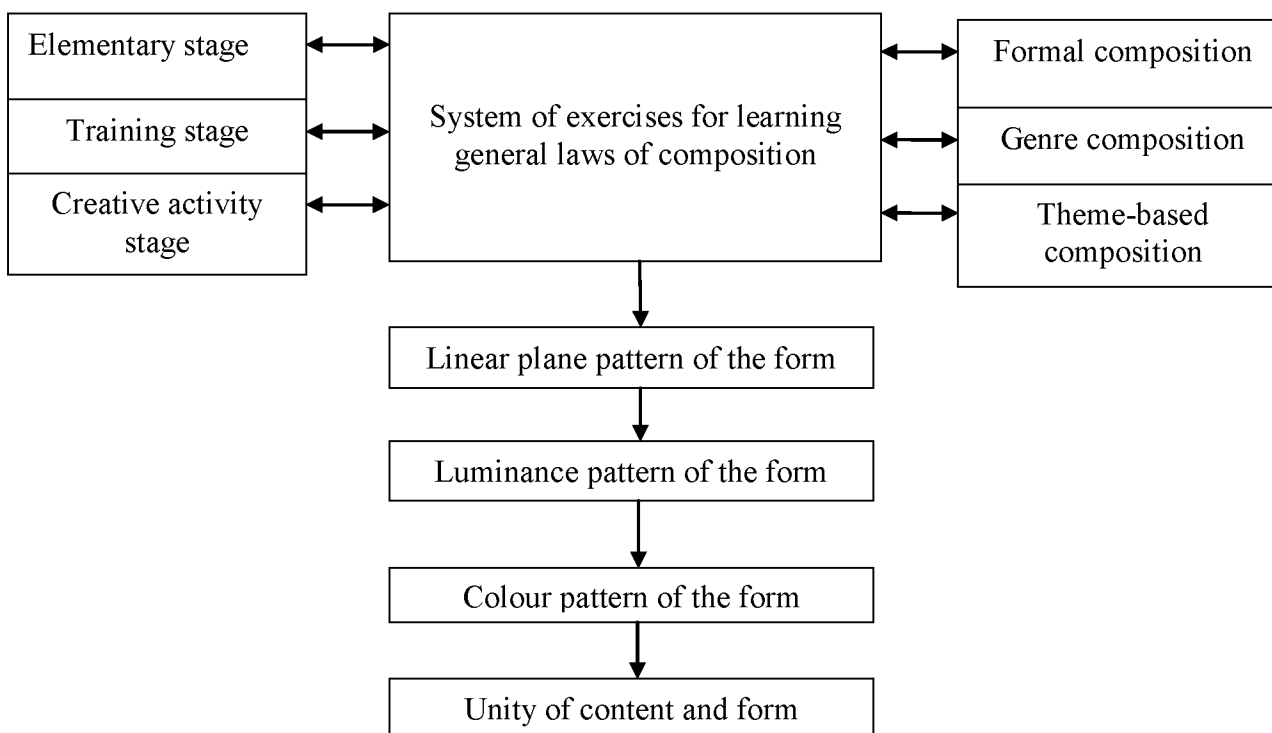 Elementary stage
Training stage
Creative activity
stage
System of exercises for learning
general laws of composition
Formal composition
Genre composition
Theme-based
composition
Linear plane pattern of the form
Luminance pattern of the form
Colour pattern of the form
Unity of content and form